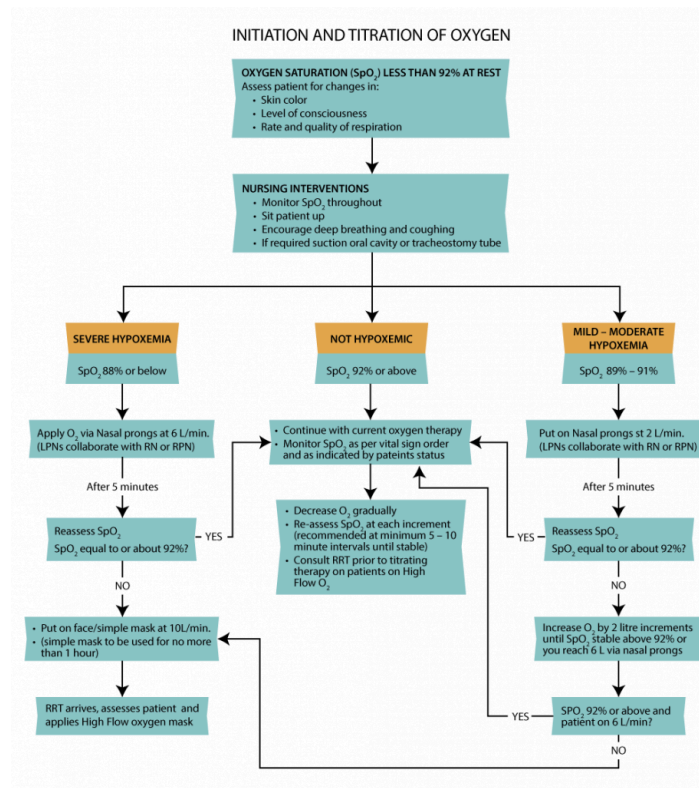 INITIATION AND TITRATION OF OXYGEN
OXYGEN SATURATION (SpO₂) LESS THAN 92% AT REST
Assess patient for changes in:
• Skin color
• Level of consciousness
• Rate and quality of respiration
NURSING INTERVENTIONS
• Monitor SpO₂ throughout
• Sit patient up
• Encourage deep breathing and coughing
• If required suction oral cavity or tracheostomy tube
SEVERE HYPOXEMIA
SpO₂ 88% or below
Apply O₂ via Nasal prongs at 6 L/min.
(LPNs collaborate with RN or RPN)
After 5 minutes
Reassess SpO₂
SpO₂ equal to or about 92%?
YES
NO
• Put on face/simple mask at 10L/min.
• (simple mask to be used for no more
than 1 hour)
RRT arrives, assesses patient and
applies High Flow oxygen mask
NOT HYPOXEMIC
SpO₂ 92% or above
• Continue with current oxygen therapy
• Monitor SpO₂ as per vital sign order
and as indicated by pateints status
• Decrease O₂ gradually
• Re-assess SpO₂ at each increment
(recommended at minimum 5 – 10
minute intervals until stable)
• Consult RRT prior to titrating
therapy on patients on High
Flow O₂
MILD – MODERATE
HYPOXEMIA
SpO₂ 89% – 91%
Put on Nasal prongs st 2 L/min.
(LPNs collaborate with RN or RPN)
After 5 minutes
Reassess SpO₂
SpO₂ equal to or about 92%?
YES
NO
Increase O₂ by 2 litre increments
until SpO₂ stable above 92% or
you reach 6 L via nasal prongs
SPO₂ 92% or above and
patient on 6 L/min?
YES
NO